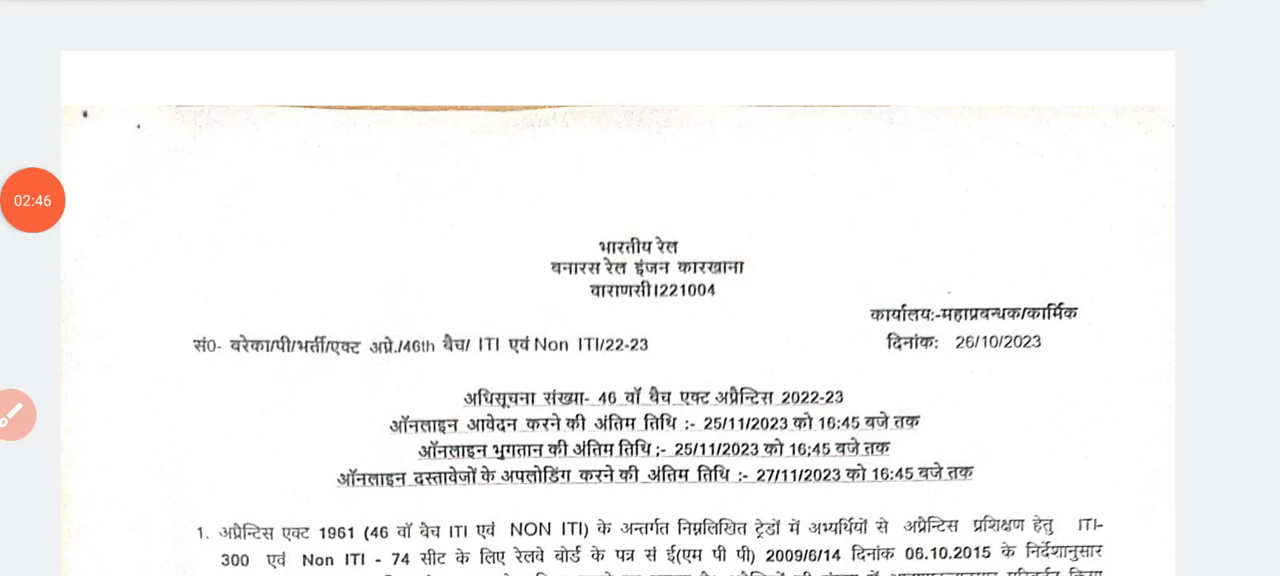 02:46
भारतीय रेल
बनारस रेल इंजन कारखाना
वाराणसी।221004
कार्यालय:-महाप्रबन्धक/कार्मिक
सं0- बरेका/पी/भर्ती/एक्ट अप्रे./46th बैच/ ITI एवं Non ITI/22-23
दिनांक: 26/10/2023
अधिसूचना संख्या- 46 वॉ बैच एक्ट अप्रैन्टिस 2022-23
ऑनलाइन आवेदन करने की अंतिम तिथि :- 25/11/2023 को 16:45 बजे तक
ऑनलाइन भुगतान की अंतिम तिथि :- 25/11/2023 को 16;45 बजे तक
ऑनलाइन दस्तावेजों के अपलोडिंग करने की अंतिम तिथि :- 27/11/2023 को 16:45 बजे तक
1. अप्रैन्टिस एक्ट 1961 (46 वॉ बैच ITI एवं NON ITI) के अन्तर्गत निम्नलिखित ट्रेडों में अभ्यर्थियों से अप्रेन्टिस प्रशिक्षण हेतु ITI-
300 एवं Non ITI - 74 सीट के लिए रेलवे बोर्ड के पत्र सं ई(एम पी पी) 2009/6/14 दिनांक 06.10.2015 के निर्देशानुसार